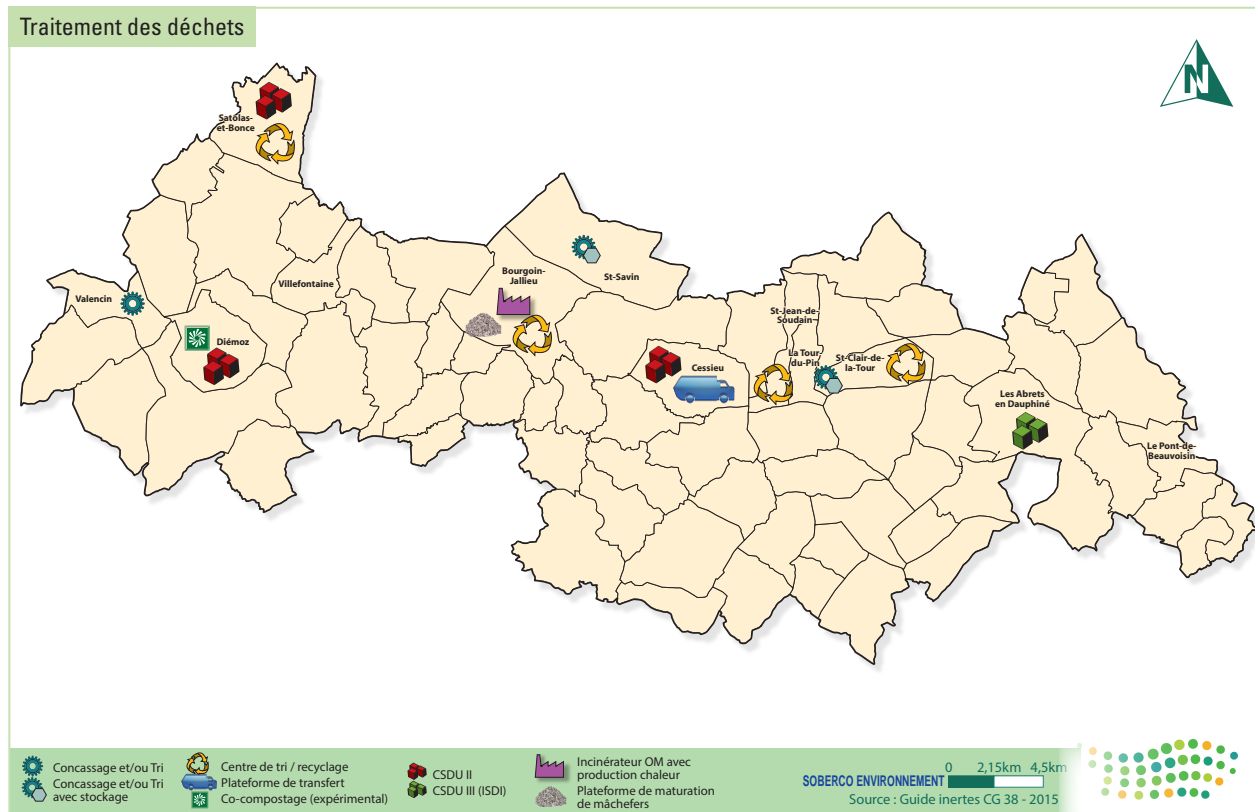 Traitement des déchets
N
Satolas-
et-Bonce
Bourgoin-
Jallieu
St-Savin
Villefontaine
Valencin
Diémoz
St-Jean-de-
Soudain
La Tour-
du-Pin
St-Clair-de-
la-Tour
Cessieu
Les Abrets
en Dauphiné
Le Pont-de-
Beauvoisin
Concassage et/ou Tri
Concassage et/ou Tri
avec stockage
Centre de tri / recyclage
Plateforme de transfert
Co-compostage (expérimental)
CSDU II
CSDU III (ISDI)
Incinérateur OM avec
production chaleur
Plateforme de maturation
de mâchefers
SOBERCO ENVIRONNEMENT
0 2,15km 4,5km
Source : Guide inertes CG 38 - 2015